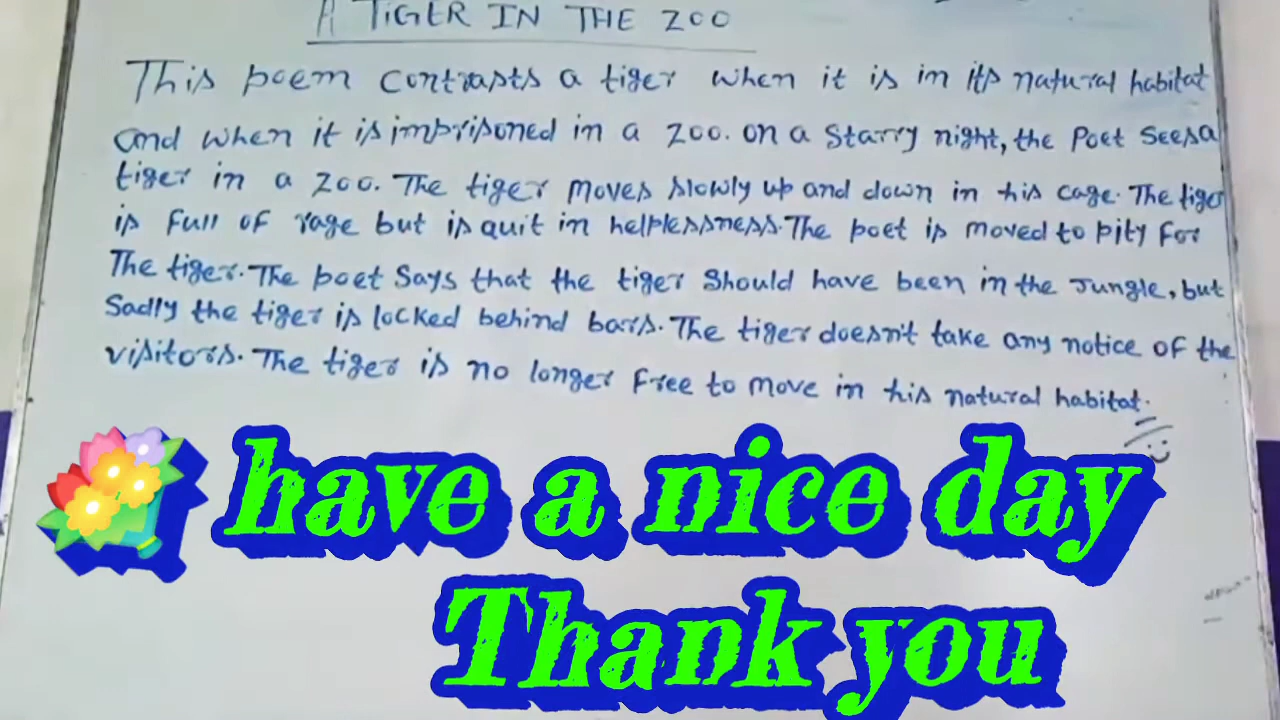 A TIGER IN THE ZOO
This poem contrasts a tiger when it is in its natural habitat
and when it is imprisoned in a zoo. on a starry night, the Poet sees a
tiger in a zoo. The tiger moves slowly up and down in his cage. The tiger
is full of rage but is quit in helplessness. The poet is moved to pity for
The tiger. The poet says that the tiger should have been in the Jungle, but
Sadly the tiger is locked behind bars. The tiger doesn't take any notice of the
visitors. The tiger is no longer free to move in his natural habitat.
have a nice day
Thank you